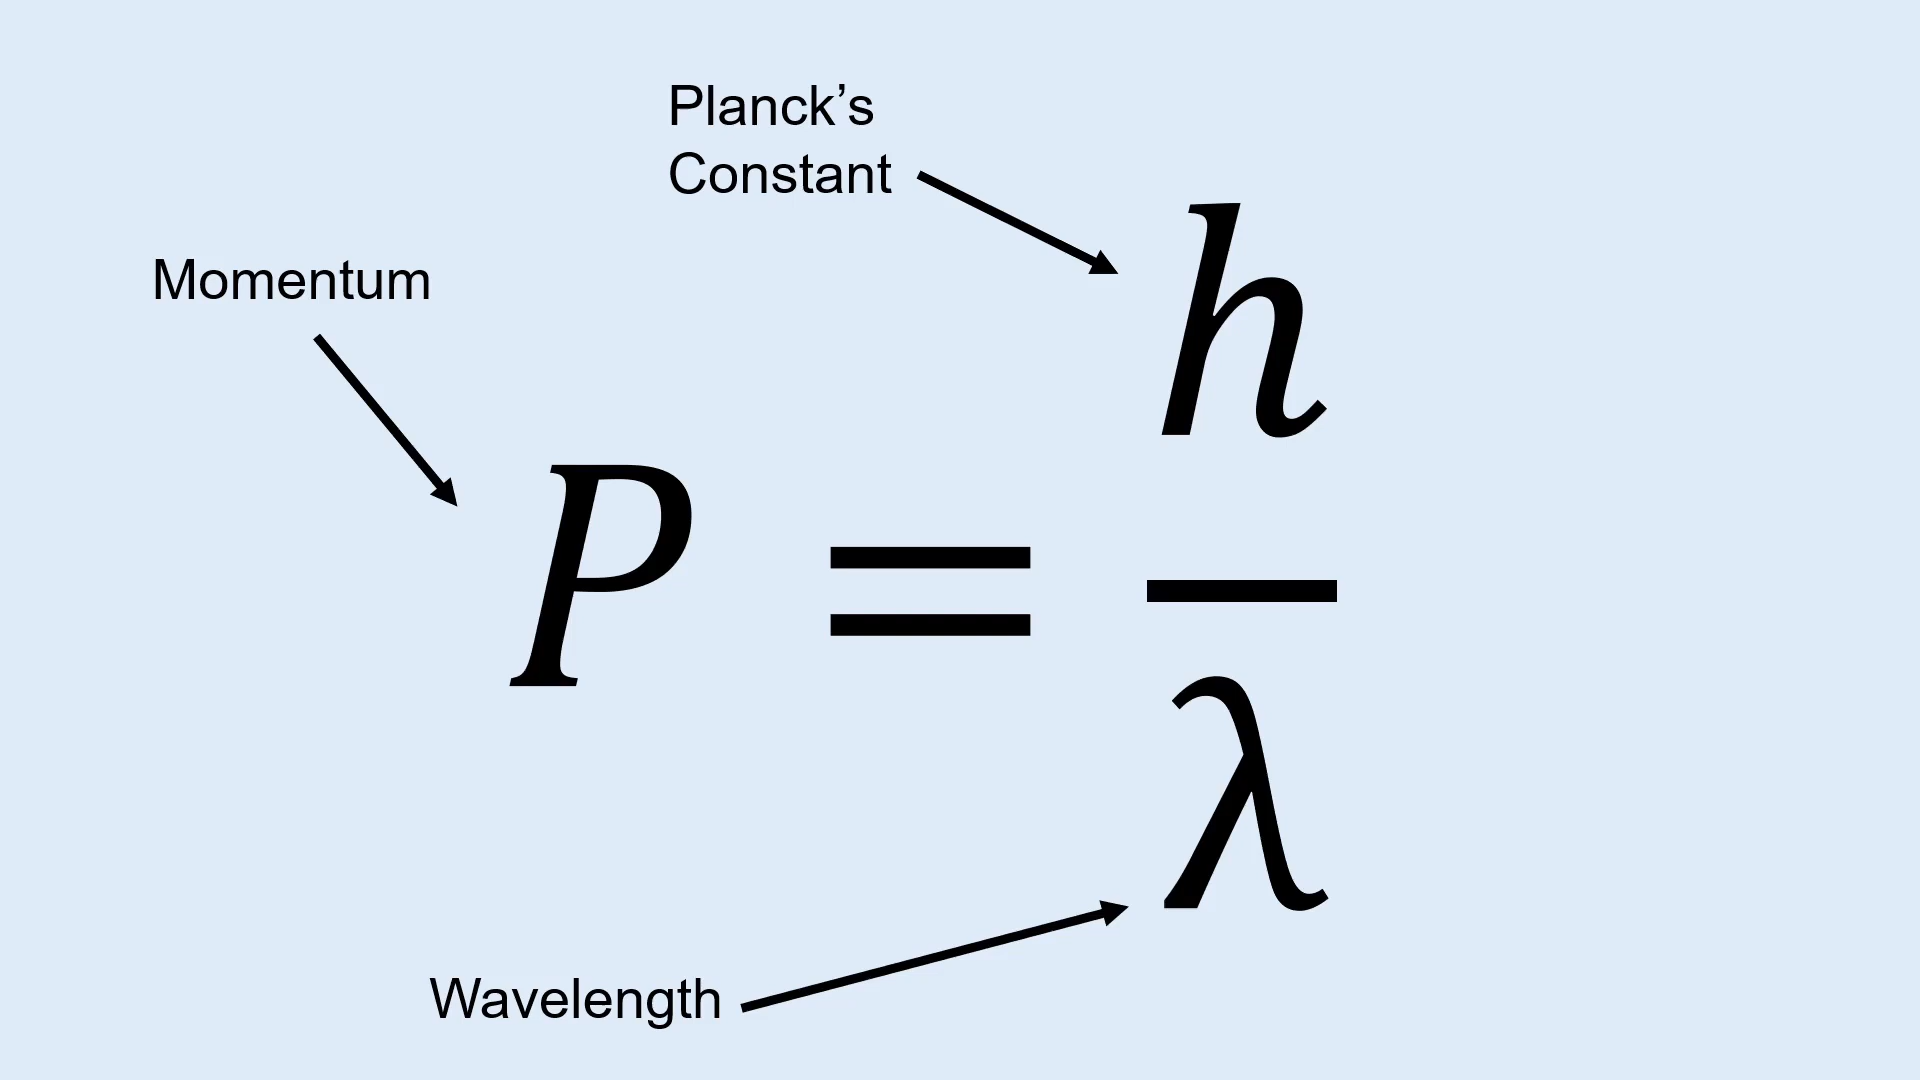 Planck’s
Constant
Momentum
P = h
λ
Wavelength